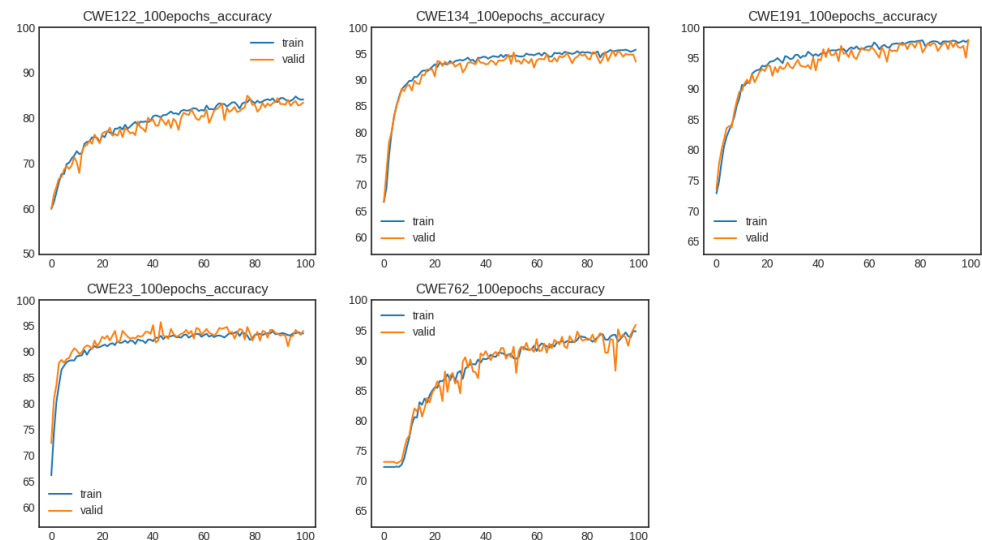 CWE122_100epochs_accuracy
100
90
80
70
60
50
0 20 40 60 80 100
train
valid
CWE134_100epochs_accuracy
100
95
90
85
80
75
70
65
60
0 20 40 60 80 100
train
valid
CWE191_100epochs_accuracy
100
95
90
85
80
75
70
65
0 20 40 60 80 100
train
valid
CWE23_100epochs_accuracy
100
95
90
85
80
75
70
65
60
0 20 40 60 80 100
train
valid
CWE762_100epochs_accuracy
100
95
90
85
80
75
70
65
0 20 40 60 80 100
train
valid